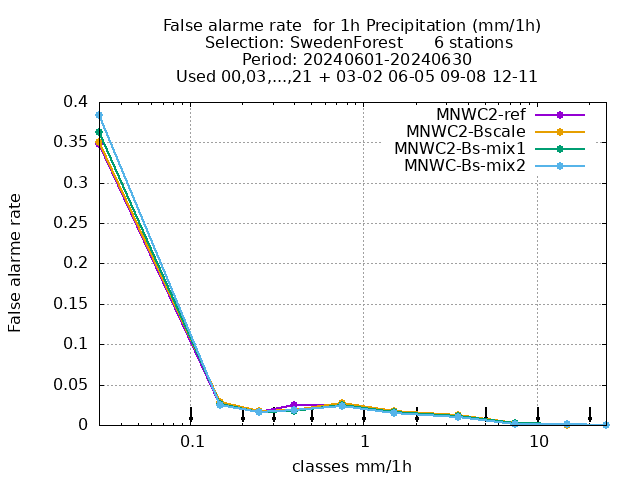 False alarme rate  for 1h Precipitation (mm/1h)
Selection: SwedenForest      6 stations
Period: 20240601-20240630
Used 00,03,...,21 + 03-02 06-05 09-08 12-11
MNWC2-ref
MNWC2-Bscale
MNWC2-Bs-mix1
MNWC-Bs-mix2
False alarme rate
0.4
0.35
0.3
0.25
0.2
0.15
0.1
0.05
0
0.1 1 10
classes mm/1h